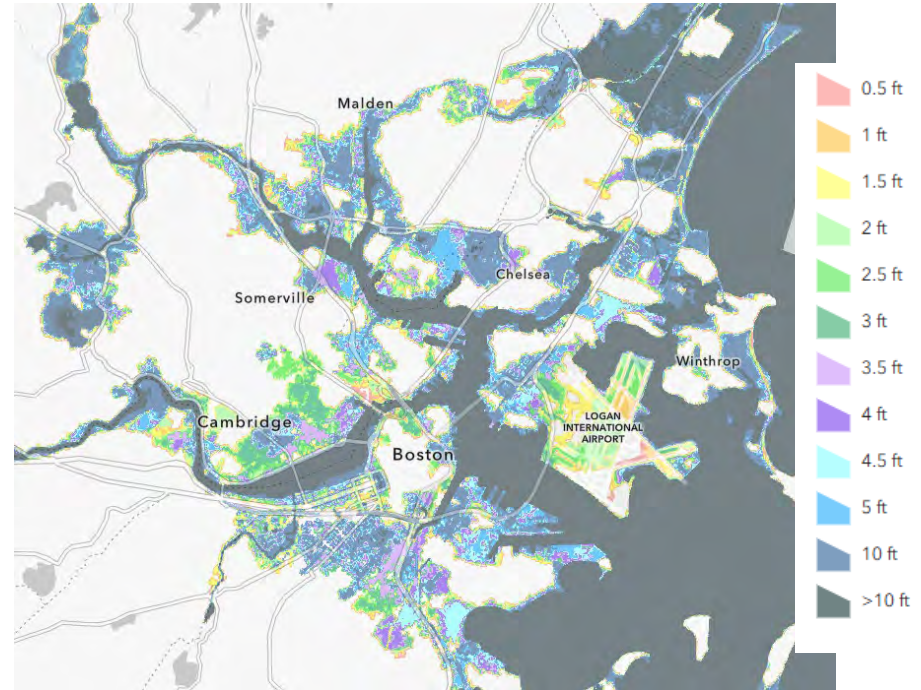 Malden
Chelsea
Somerville
Winthrop
LOGAN
INTERNATIONAL
AIRPORT
Cambridge
Boston
0.5 ft
1 ft
1.5 ft
2 ft
2.5 ft
3 ft
3.5 ft
4 ft
4.5 ft
5 ft
10 ft
>10 ft